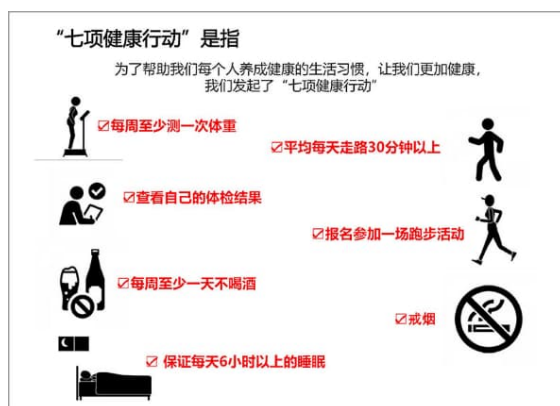 “七项健康行动”是指
为了帮助我们每个人养成健康的生活习惯，让我们更加健康，
我们发起了“七项健康行动”
☑每周至少测一次体重
☑平均每天走路30分钟以上
☑查看自己的体检结果
☑报名参加一场跑步活动
☑每周至少一天不喝酒
☑戒烟
☑ 保证每天6小时以上的睡眠